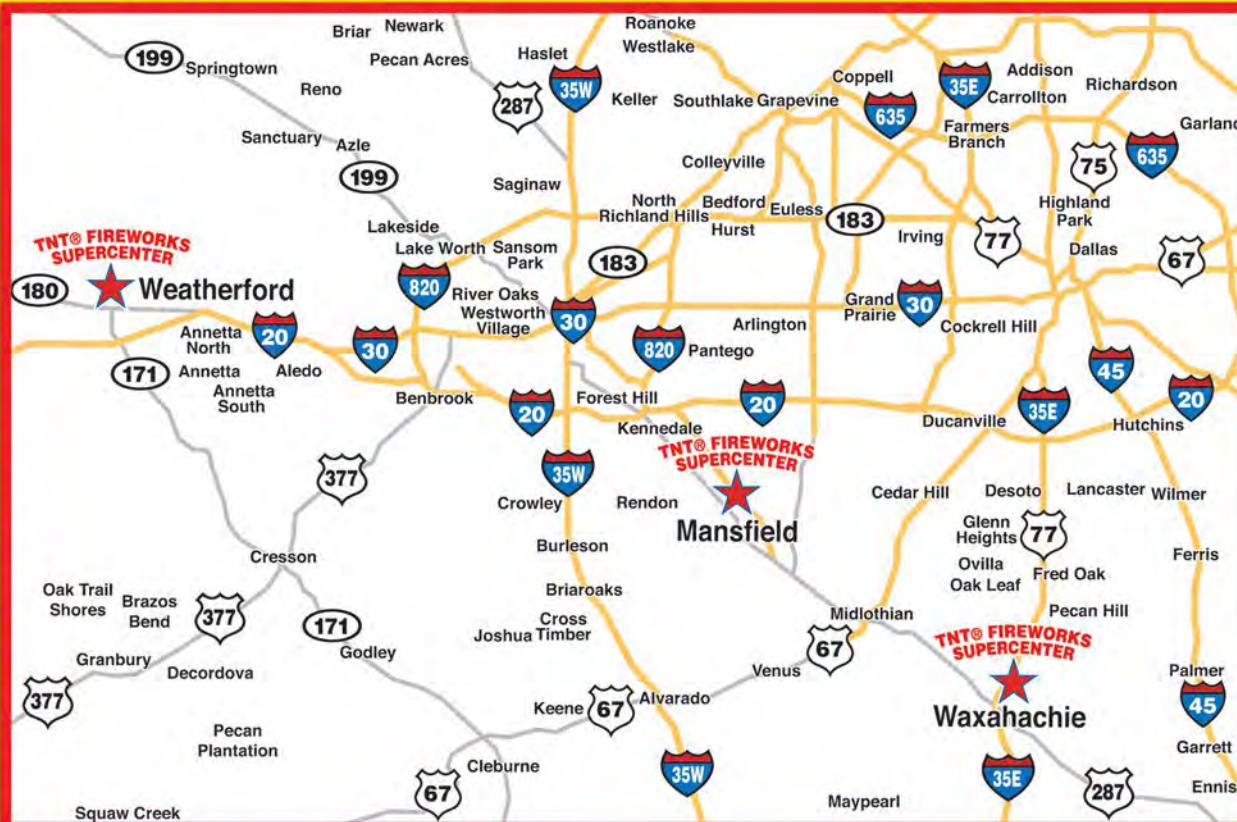 Roanoke
Newark
Briar
Westlake
Haslet
199
Pecan Acres
Springtown
Coppell
Addison
35E
Richardson
Reno
35W
Keller
Southlake Grapevine
Carrollton
287
635
Farmers
Branch
Garland
Sanctuary
Azle
199
Colleyville
75
635
Saginaw
North
Richland Hills
Bedford
Euless
Hurst
183
Highland
Park
Lakeside
Irving
77
Lake Worth
Sansom
Park
Dallas
67
TNT® FIREWORKS
SUPERCENTER
183
180
Weatherford
820
River Oaks
Westworth
Village
30
Grand
Prairie
30
Annetta
North
20
30
Arlington
Cockrell Hill
820
Pantego
171
Annetta
Aledo
45
Annetta
South
Benbrook
20
Forest Hill
20
35E
20
Kennedale
Ducanville
Hutchins
TNT® FIREWORKS
SUPERCENTER
377
35W
Crowley
Rendon
Cedar Hill
Desoto
Lancaster
Wilmer
Mansfield
Glenn
Heights
77
Burleson
Cresson
Ovilla
Ferris
Oak Leaf
Fred Oak
Oak Trail
Shores
Brazos
Bend
377
171
Briaroaks
Midlothian
Pecan Hill
Cross
Timber
Joshua
TNT® FIREWORKS
SUPERCENTER
67
Godley
Granbury
Decordova
Venus
Palmer
377
Keene
67
Alvarado
Waxahachie
45
Pecan
Plantation
Garrett
Cleburne
35W
35E
67
287
Ennis
Maypearl
Squaw Creek